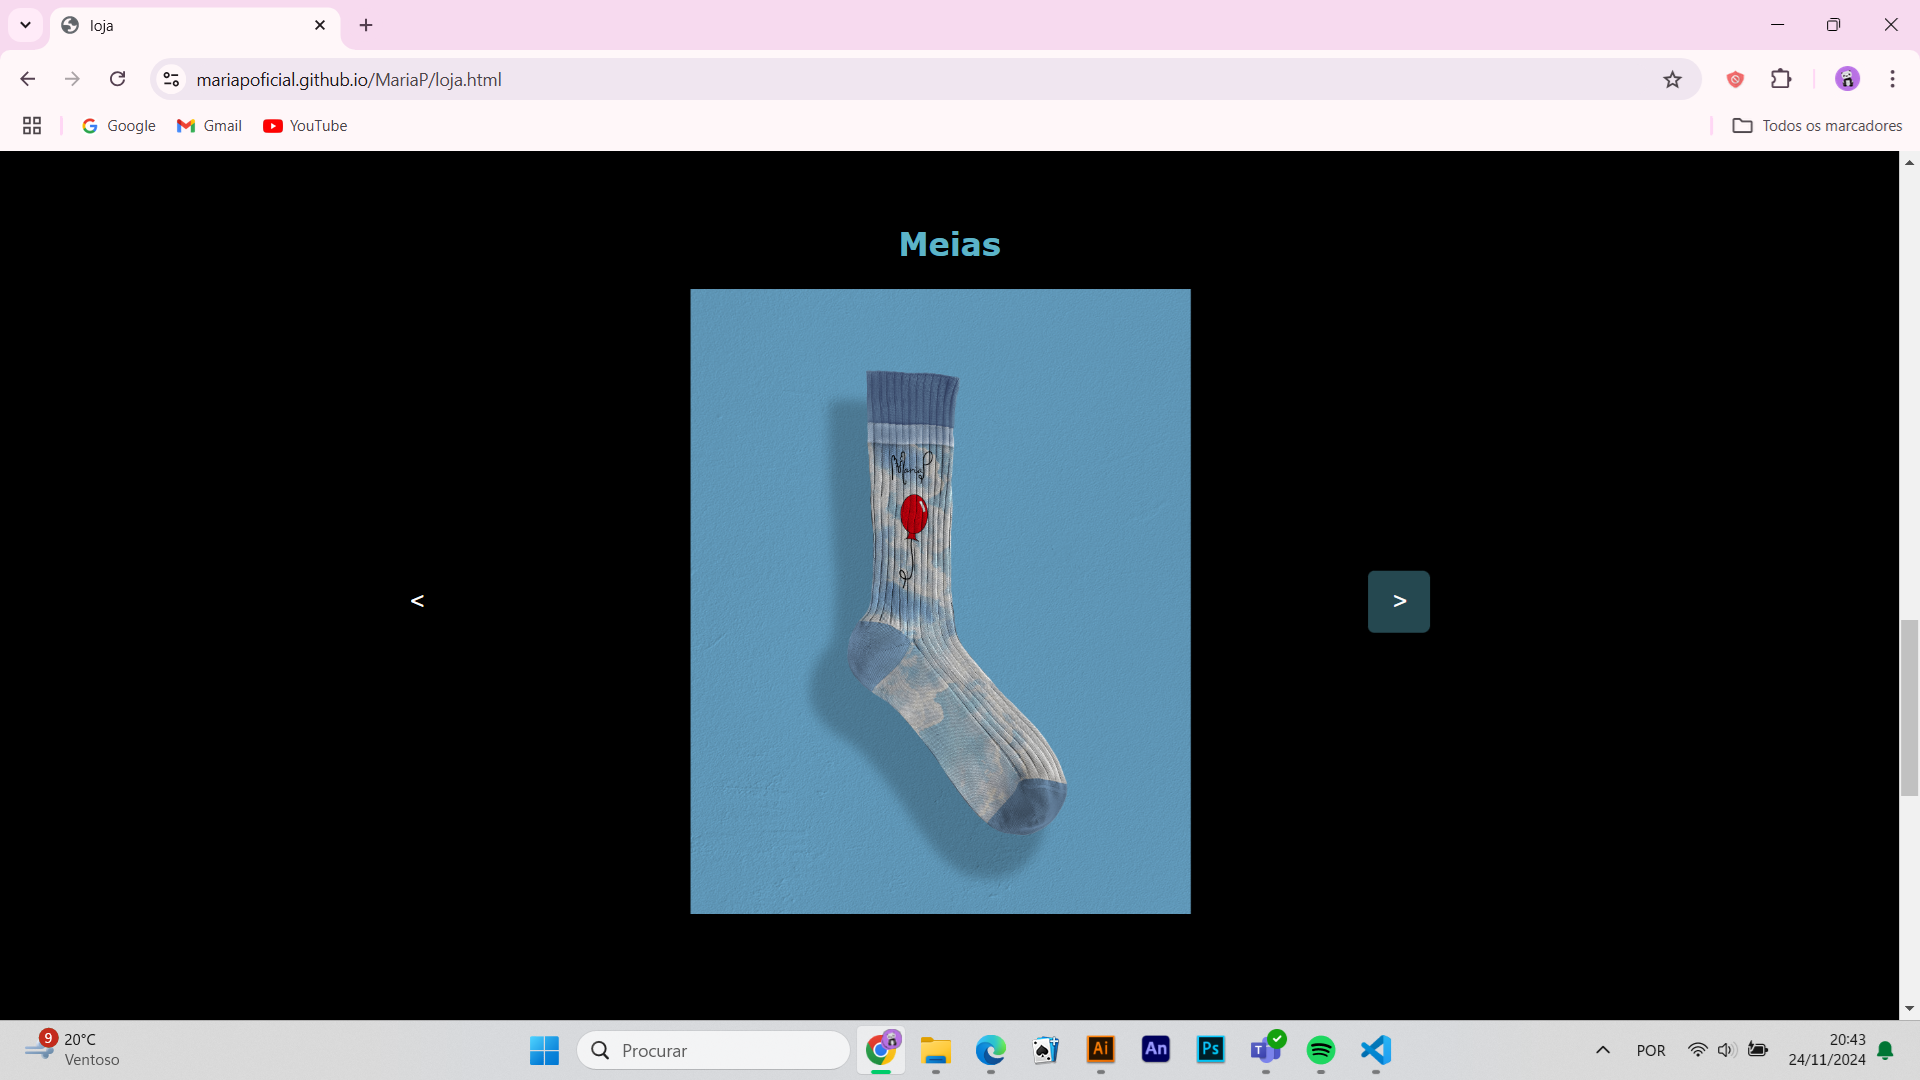 loja
mariapoficial.github.io/MariaP/loja.html
Google
Gmail
YouTube
Todos os marcadores
Meias
MariaP
<
>
9
20°C
Ventoso
Procurar
Ai
An
Ps
T
POR
20:43
24/11/2024